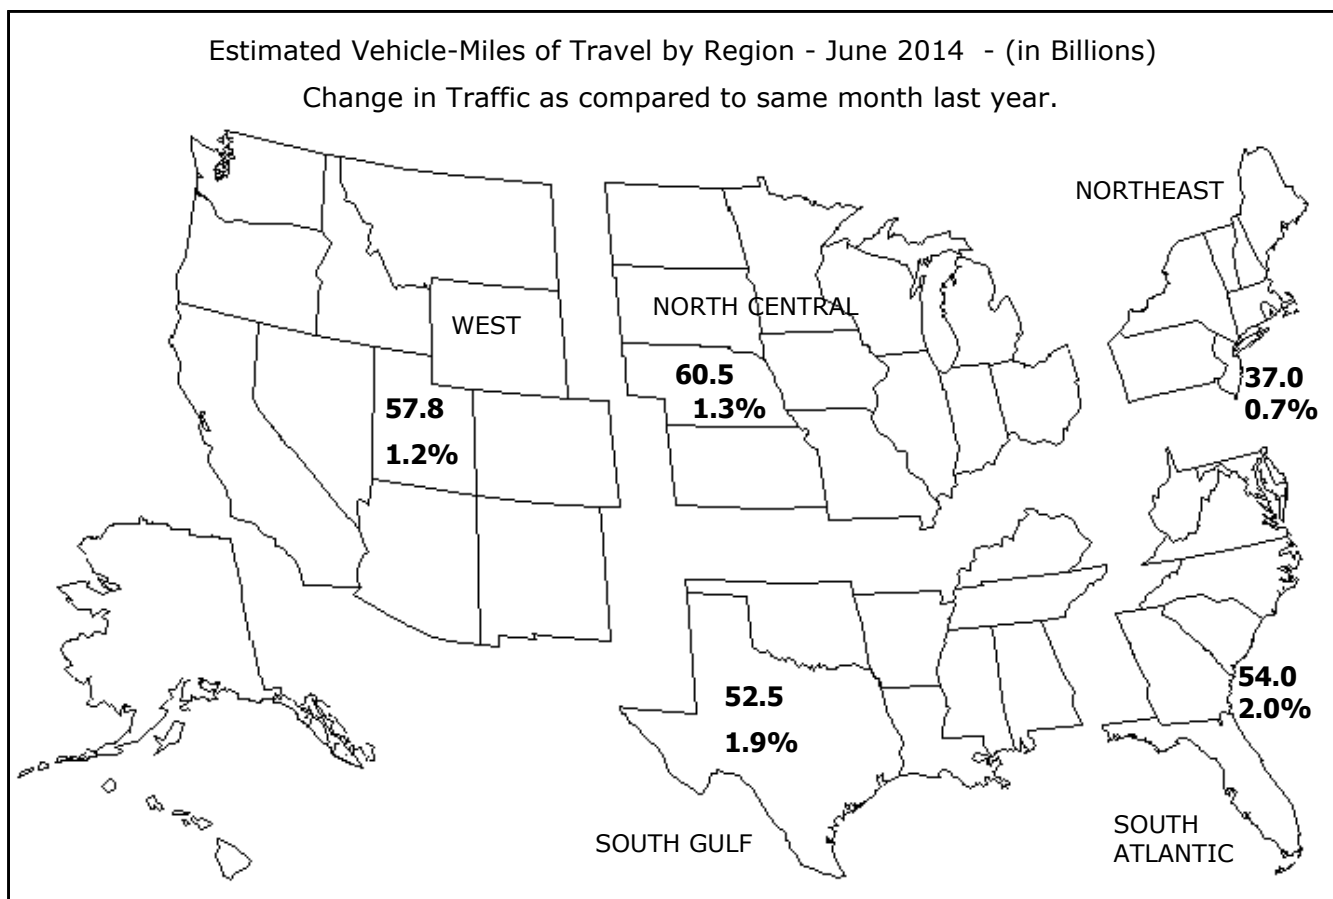 Estimated Vehicle-Miles of Travel by Region - June 2014  - (in Billions)
Change in Traffic as compared to same month last year.
NORTHEAST
37.0
0.7%
WEST
57.8
1.2%
NORTH CENTRAL
60.5
1.3%
SOUTH GULF
52.5
1.9%
SOUTH
ATLANTIC
54.0
2.0%